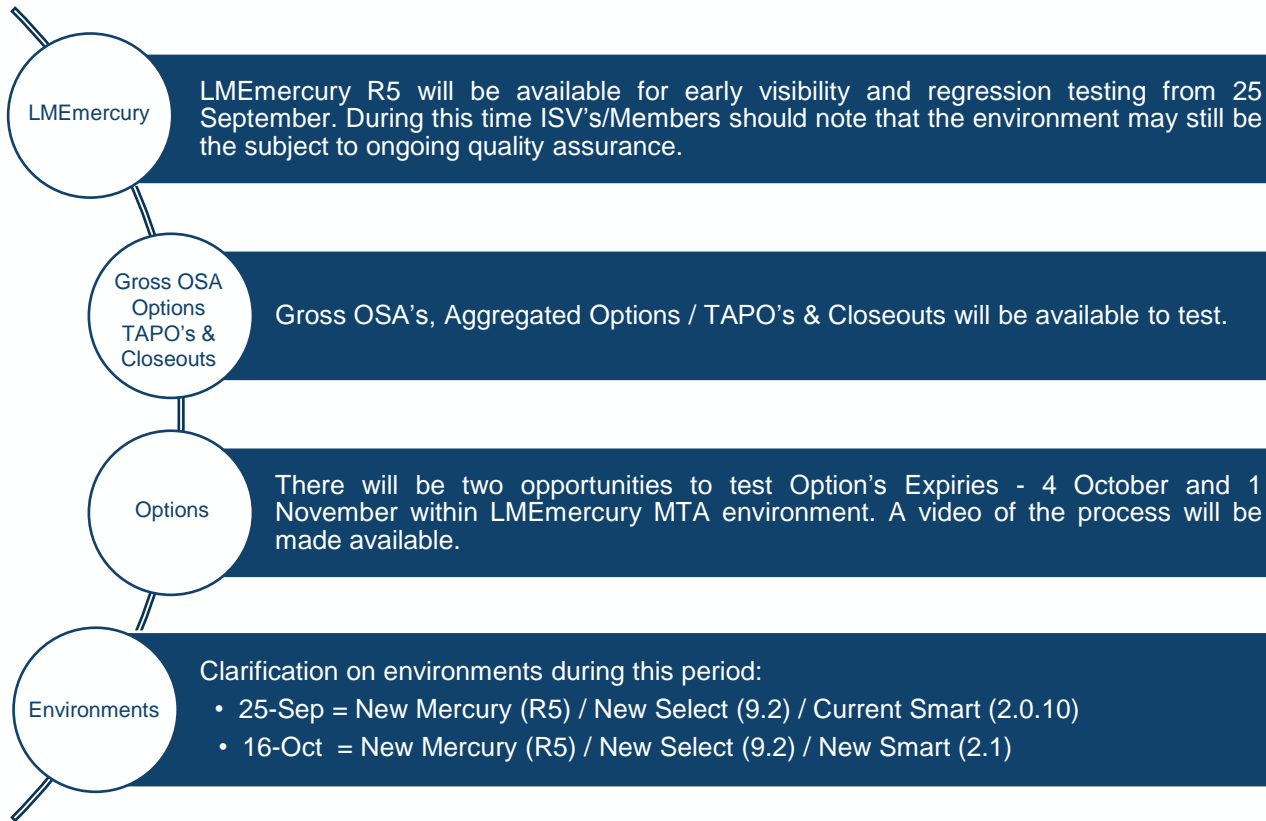 LMEmercury
LMEmercury R5 will be available for early visibility and regression testing from 25
September. During this time ISV's/Members should note that the environment may still be
the subject to ongoing quality assurance.
Gross OSA
Options
TAPO's &
Closeouts
Gross OSA's, Aggregated Options / TAPO's & Closeouts will be available to test.
Options
There will be two opportunities to test Option's Expiries - 4 October and 1
November within LMEmercury MTA environment. A video of the process will be
made available.
Environments
Clarification on environments during this period:
• 25-Sep = New Mercury (R5) / New Select (9.2) / Current Smart (2.0.10)
• 16-Oct = New Mercury (R5) / New Select (9.2) / New Smart (2.1)